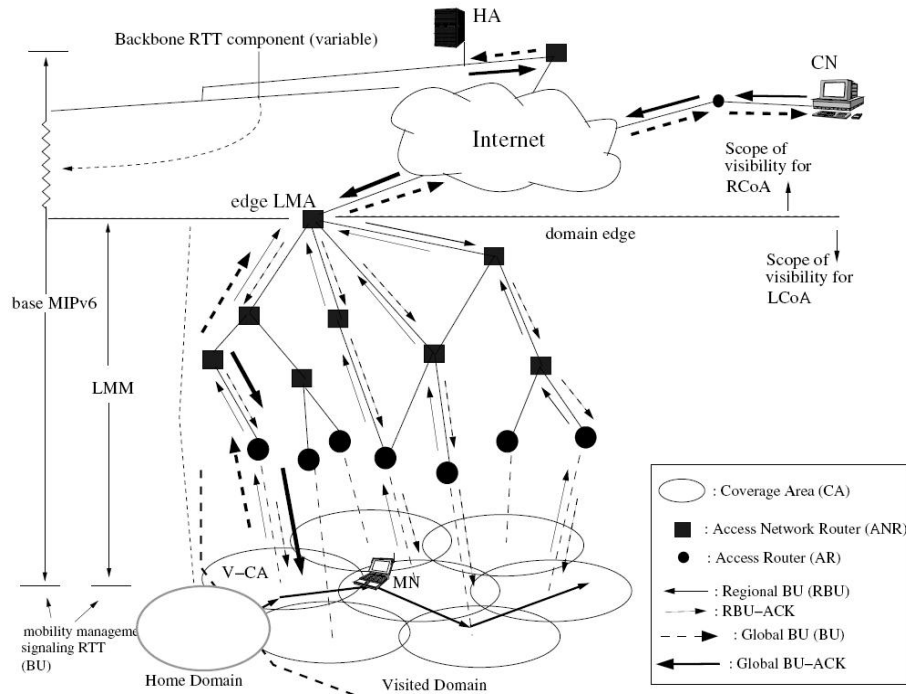 HA
Backbone RTT component (variable)
CN
Internet
Scope of
visibility for
RCoA
edge LMA
domain edge
Scope of
visibility for
LCoA
base MIPv6
LMM
: Coverage Area (CA)
: Access Network Router (ANR)
: Access Router (AR)
: Regional BU (RBU)
: RBU-ACK
: Global BU (BU)
: Global BU-ACK
V-CA
MN
mobility manageme
signaling RTT
(BU)
Home Domain
Visited Domain